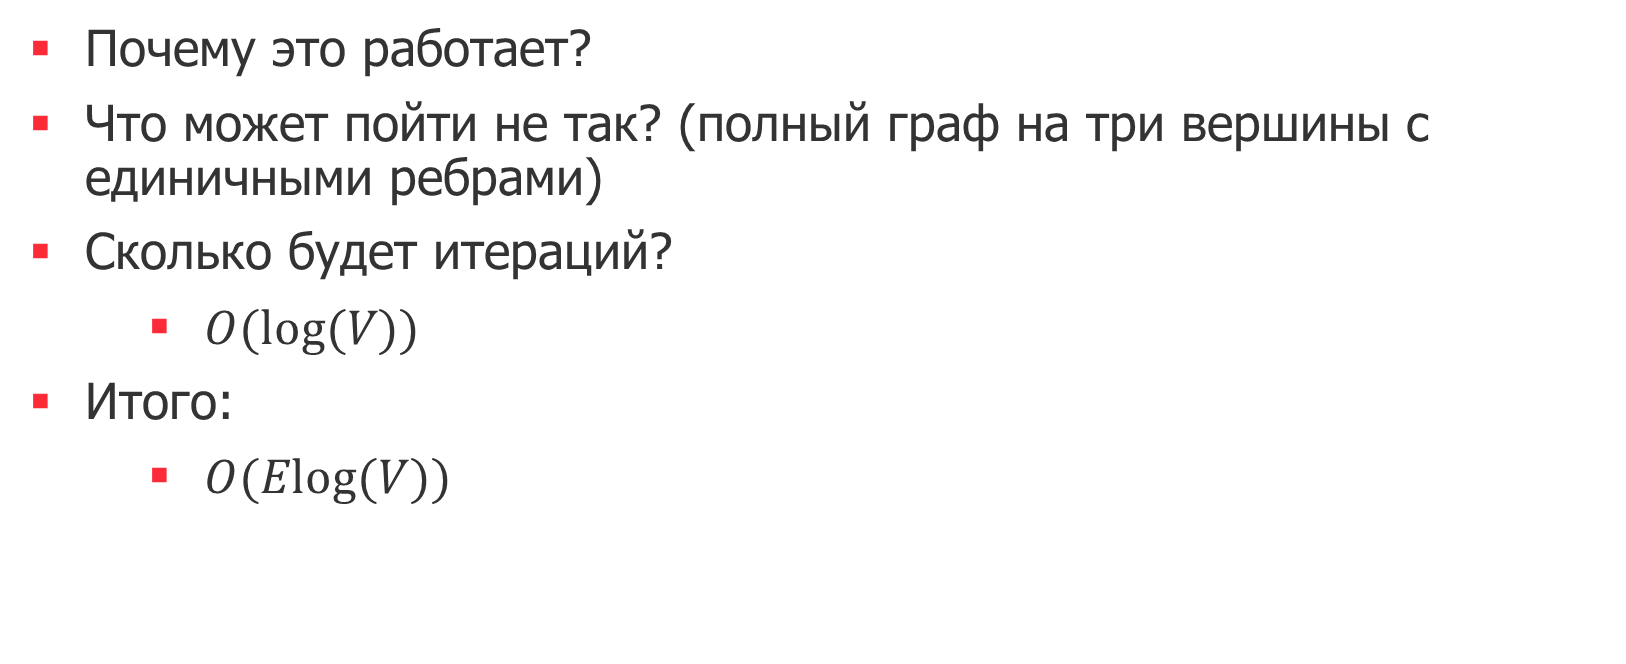 Почему это работает?
Что может пойти не так? (полный граф на три вершины с
единичными ребрами)
Сколько будет итераций?
O(log(V))
Итого:
O(Elog(V))